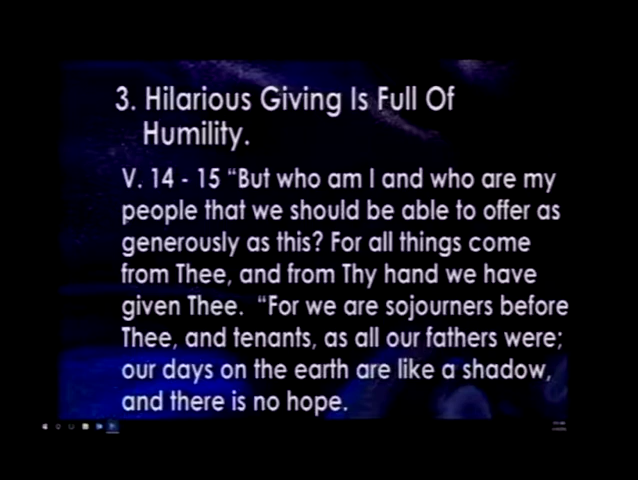 3. Hilarious Giving Is Full Of
Humility.
V. 14 - 15 “But who am I and who are my
people that we should be able to offer as
generously as this? For all things come
from Thee, and from Thy hand we have
given Thee. “For we are sojourners before
Thee, and tenants, as all our fathers were;
our days on the earth are like a shadow,
and there is no hope.